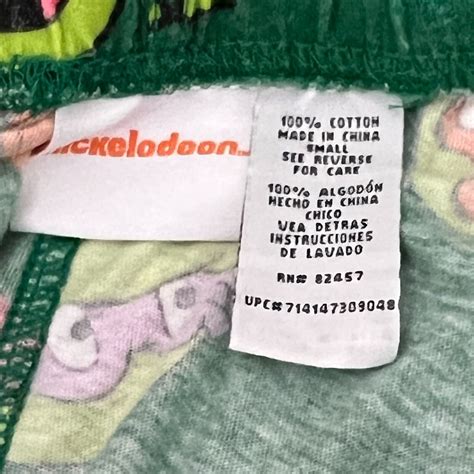 nickelodeon™
100% COTTON
MADE IN CHINA
SMALL
SEE REVERSE
FOR CARE
100% ALGODÓN
HECHO EN CHINA
CHICO
VEA DETRAS
INSTRUCCIONES
DE LAVADO
RN# 82457
UPC# 714147309048